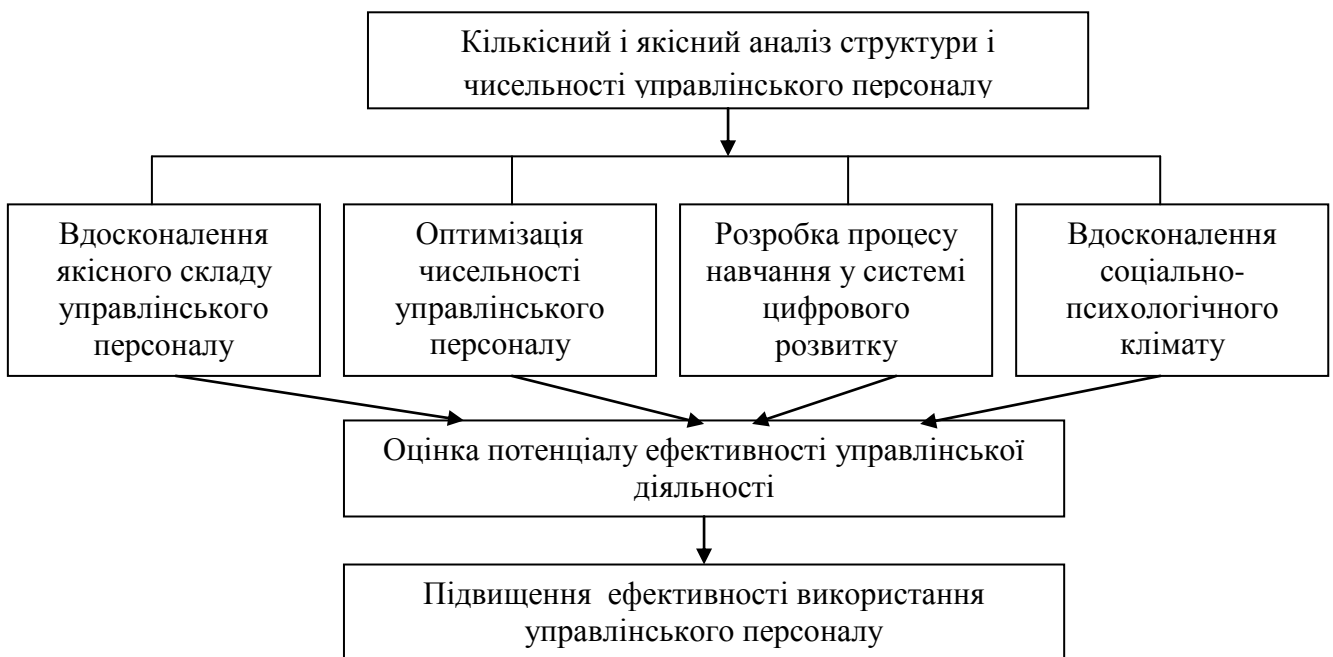 Кількісний і якісний аналіз структури і
чисельності управлінського персоналу
Вдосконалення
якісного складу
управлінського
персоналу
Оптимізація
чисельності
управлінського
персоналу
Розробка процесу
навчання у системі
цифрового
розвитку
Вдосконалення
соціально-
психологічного
клімату
Оцінка потенціалу ефективності управлінської
діяльності
Підвищення ефективності використання
управлінського персоналу